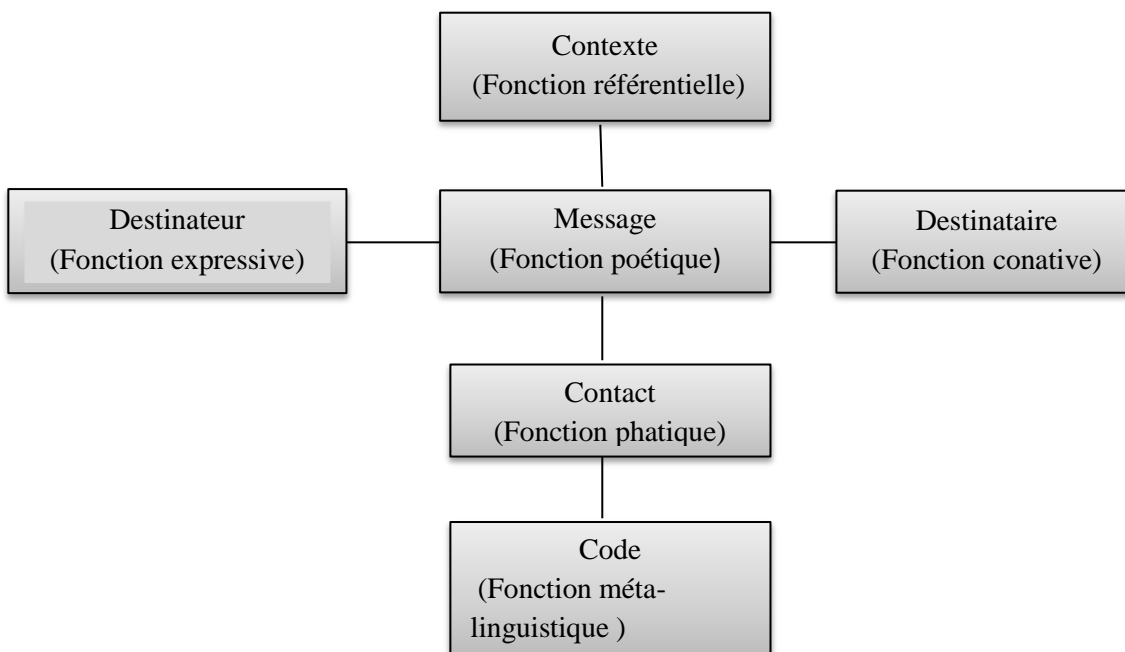 Contexte
(Fonction référentielle)
Destinateur
(Fonction expressive)
Message
(Fonction poétique)
Destinataire
(Fonction conative)
Contact
(Fonction phatique)
Code
(Fonction méta-
linguistique )